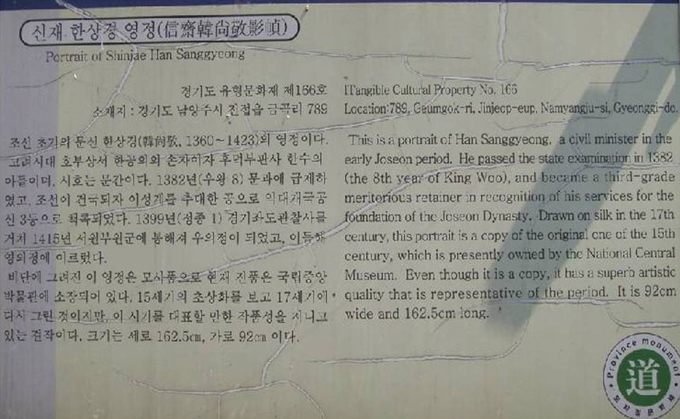 신재 한상경 영정(信齋韓尙敬影幀)
Portrait of Shinjae Han Sanggyeong
경기도 유형문화재 제166호
소재지 : 경기도 남양주시 진접읍 금곡리 789
조선 초기의 문신 한상경(韓尙敬, 1360~1423)의 영정이다.
고려시대 호부상서 한공의의 손자이자 후덕부판사 한수의
아들이며, 시호는 문간이다. 1382년(우왕 8) 문과에 급제하
였고, 조선이 건국되자 이성계를 추대한 공으로 익대개국공
신 3등으로 책록되었다. 1399년(정종 1) 경기좌도관찰사를
거쳐 1415년 서원부원군에 봉해져 우의정이 되었고, 이듬해
영의정에 이르렀다.
비단에 그려진 이 영정은 모사품으로 현재 진품은 국립중앙
박물관에 소장되어 있다. 15세기의 초상화를 보고 17세기에
다시 그린 것이지만, 이 시기를 대표할 만한 작품성을 지니고
있는 걸작이다. 크기는 세로 162.5cm, 가로 92cm 이다.
ITangible Cultural Property No. 166
Location:789, Geumgok-ri, Jinjeop-eup, Namyangju-si, Gyeonggi-do.
This is a portrait of Han Sanggyeong, a civil minister in the
early Joseon period. He passed the state examination in 1382
(the 8th year of King Woo), and became a third-grade
meritorious retainer in recognition of his services for the
foundation of the Joseon Dynasty. Drawn on silk in the 17th
century, this portrait is a copy of the original one of the 15th
century, which is presently owned by the National Central
Museum. Even though it is a copy, it has a superb artistic
quality that is representative of the period. It is 92cm
wide and 162.5cm long.
Province monument
道